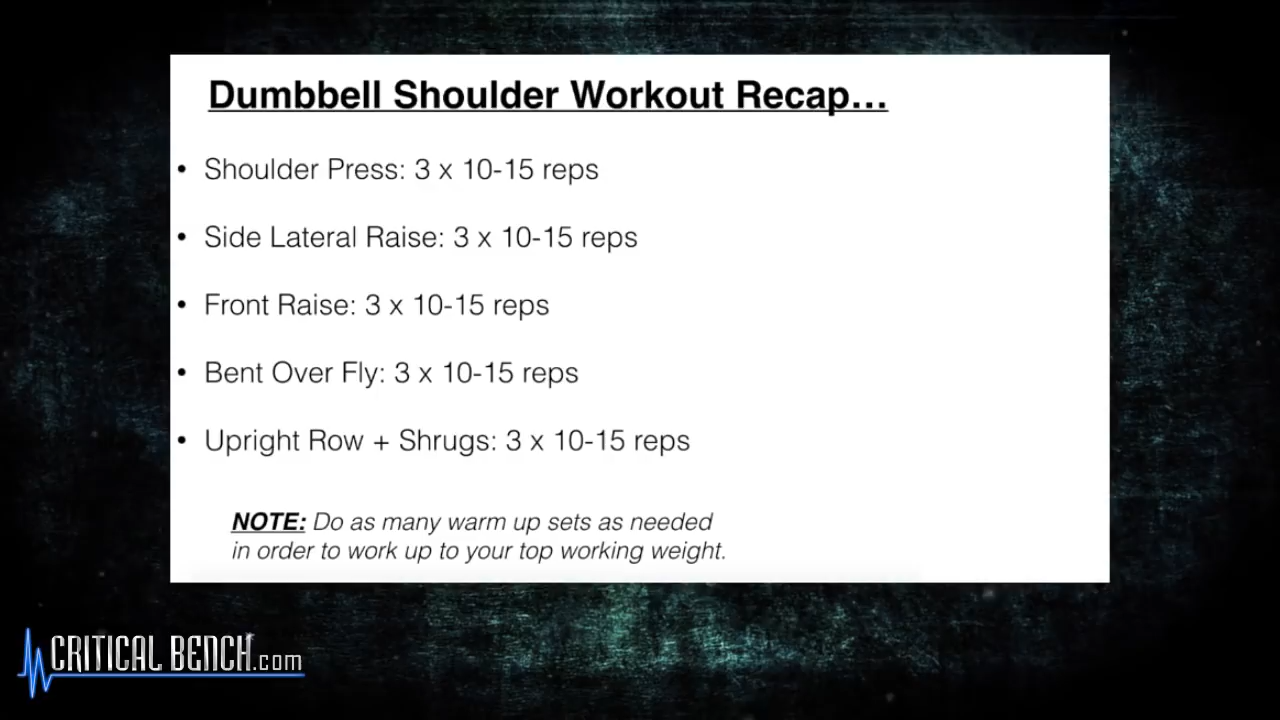 Dumbbell Shoulder Workout Recap...
• Shoulder Press: 3 x 10-15 reps
• Side Lateral Raise: 3 x 10-15 reps
• Front Raise: 3 x 10-15 reps
• Bent Over Fly: 3 x 10-15 reps
• Upright Row + Shrugs: 3 x 10-15 reps
NOTE: Do as many warm up sets as needed
in order to work up to your top working weight.
CRITICAL BENCH.com